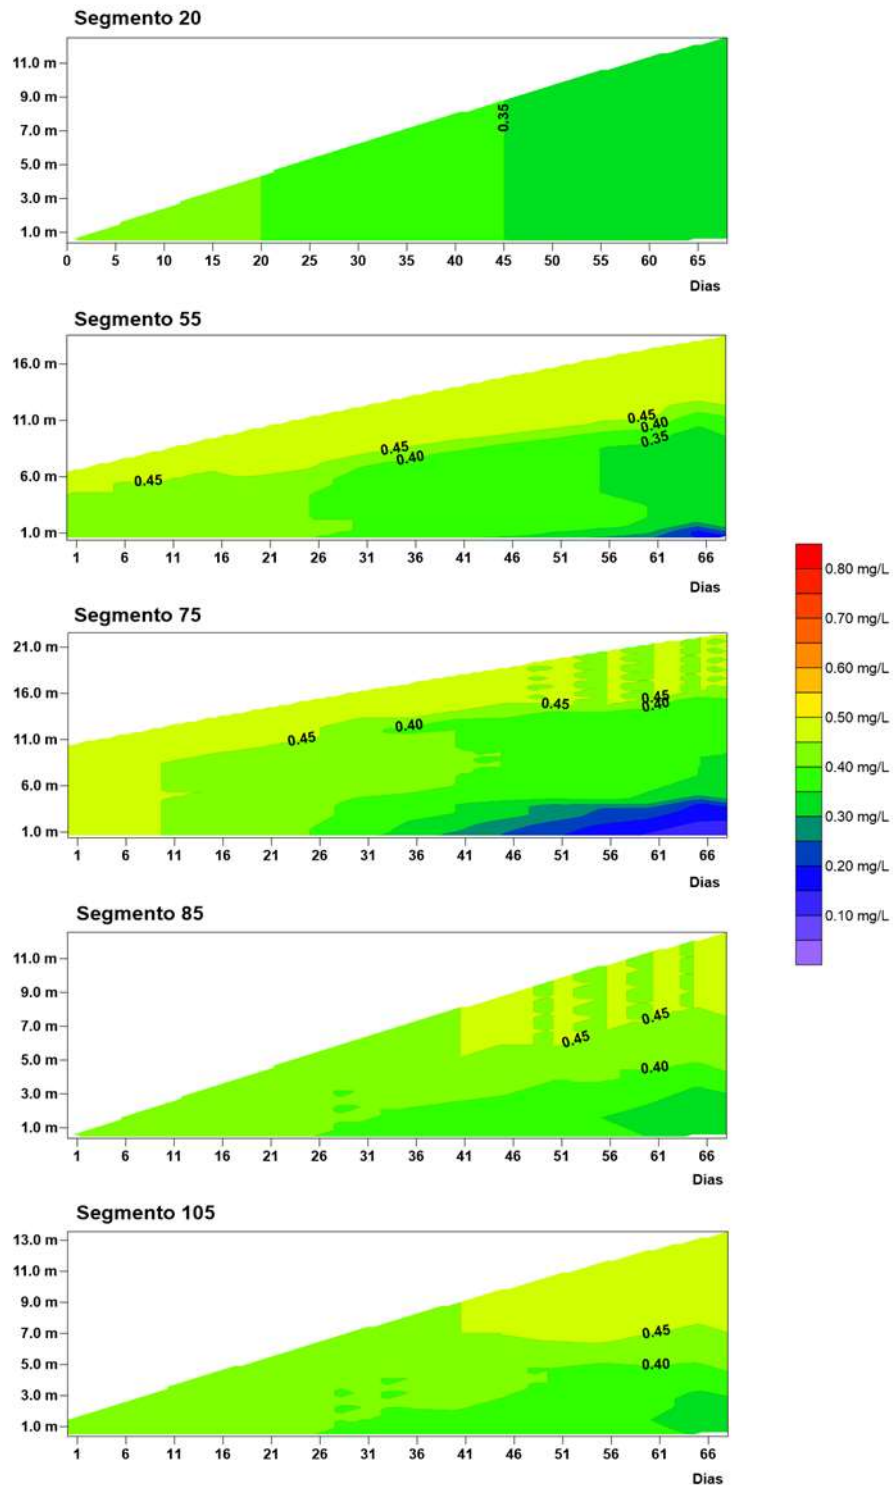 Segmento 20
11.0 m
9.0 m
7.0 m
5.0 m
3.0 m
1.0 m
0.35
0 5 10 15 20 25 30 35 40 45 50 55 60 65
Dias
Segmento 55
16.0 m
11.0 m
6.0 m
1.0 m
0.45
0.45
0.40
0.45
0.40
0.35
1 6 11 16 21 26 31 36 41 46 51 56 61 66
Dias
Segmento 75
21.0 m
16.0 m
11.0 m
6.0 m
1.0 m
0.45
0.40
0.45
0.45
0.40
1 6 11 16 21 26 31 36 41 46 51 56 61 66
Dias
0.80 mg/L
0.70 mg/L
0.60 mg/L
0.50 mg/L
0.40 mg/L
0.30 mg/L
0.20 mg/L
0.10 mg/L
Segmento 85
11.0 m
9.0 m
7.0 m
5.0 m
3.0 m
1.0 m
0.45
0.45
0.40
1 6 11 16 21 26 31 36 41 46 51 56 61 66
Dias
Segmento 105
13.0 m
11.0 m
9.0 m
7.0 m
5.0 m
3.0 m
1.0 m
0.45
0.40
1 6 11 16 21 26 31 36 41 46 51 56 61 66
Dias